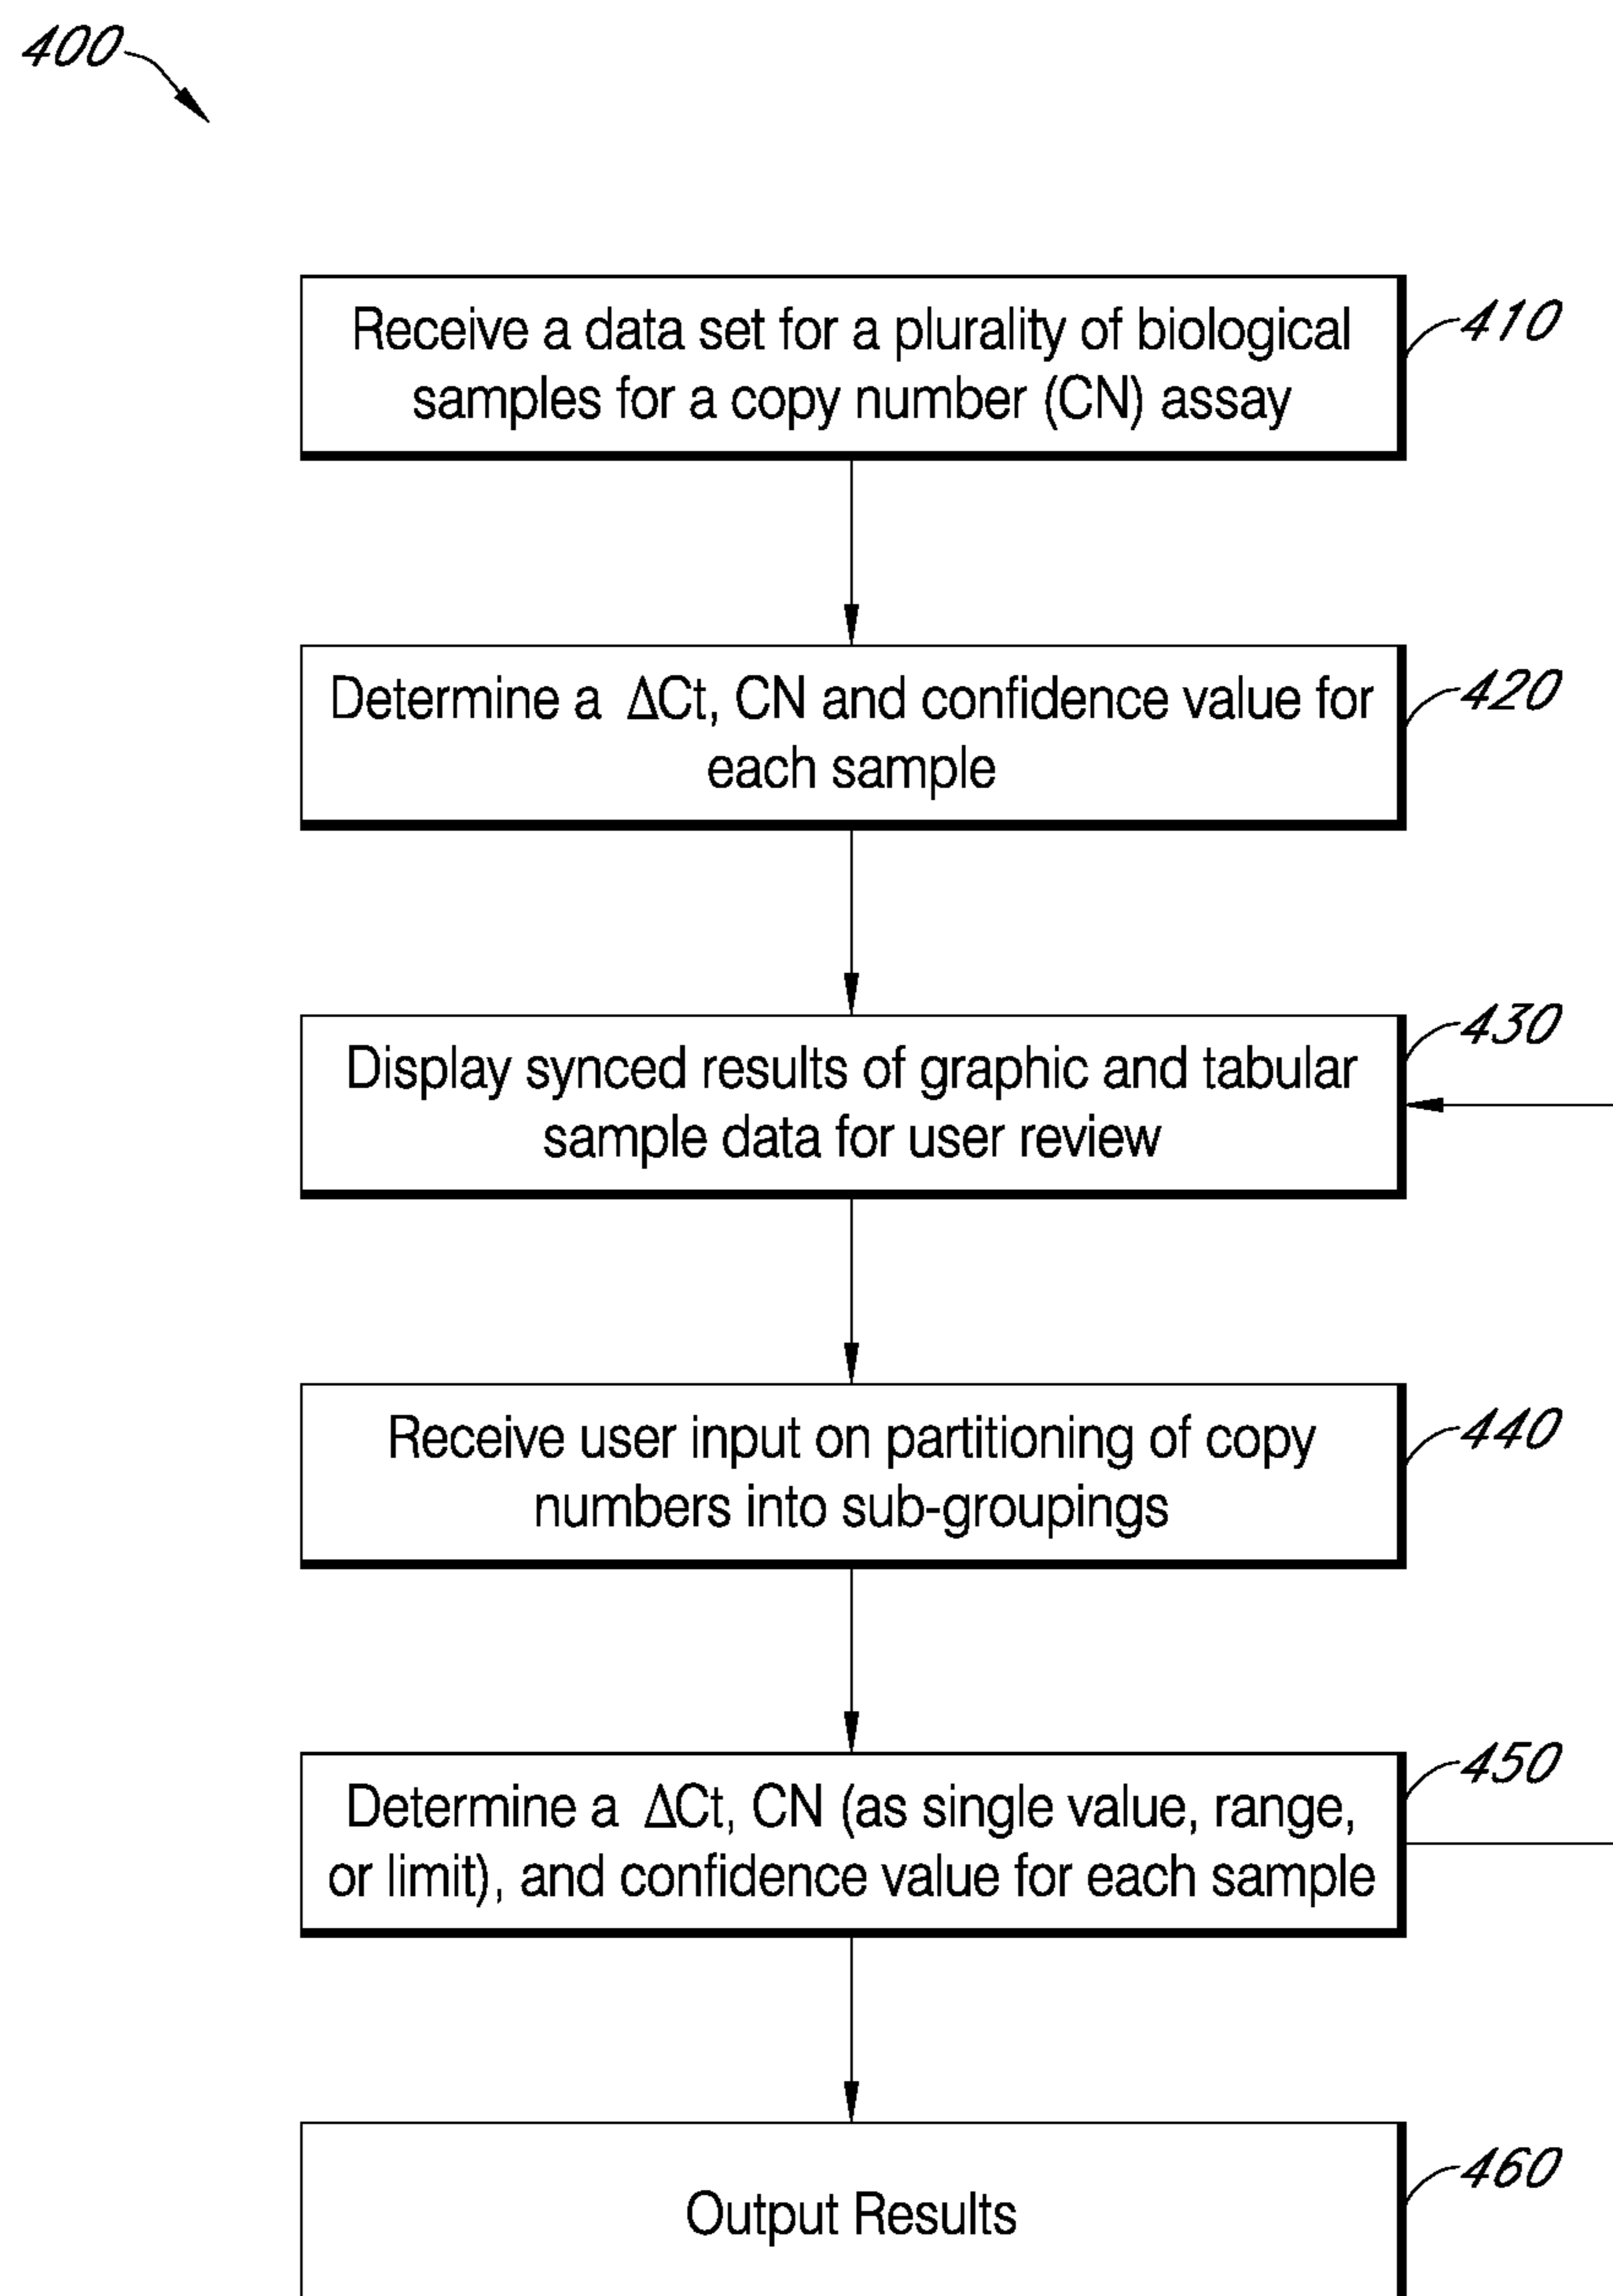 400
Receive a data set for a plurality of biological
samples for a copy number (CN) assay
410
Determine a ΔCt, CN and confidence value for
each sample
420
Display synced results of graphic and tabular
sample data for user review
430
Receive user input on partitioning of copy
numbers into sub-groupings
440
Determine a ΔCt, CN (as single value, range,
or limit), and confidence value for each sample
450
Output Results
460